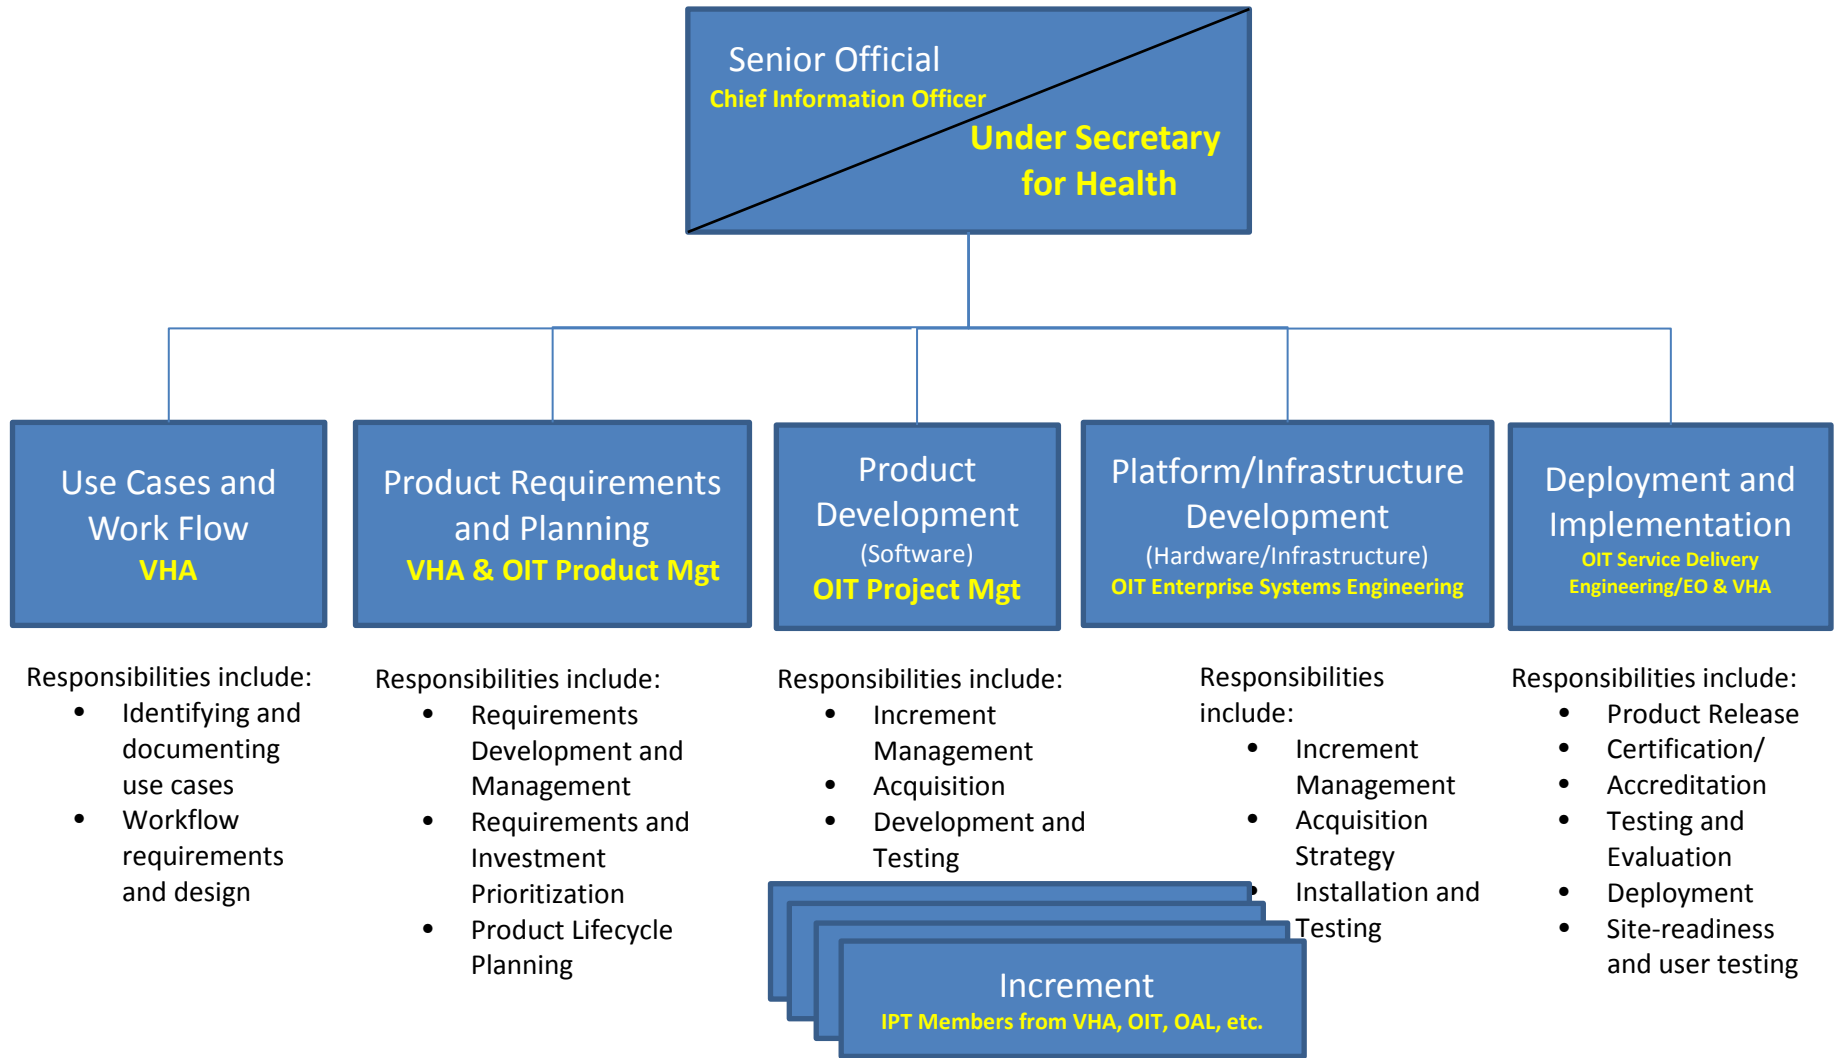 Senior Official
Chief Information Officer
Under Secretary
for Health
Use Cases and
Work Flow
VHA
Product Requirements
and Planning
VHA & OIT Product Mgt
Product
Development
(Software)
OIT Project Mgt
Platform/Infrastructure
Development
(Hardware/Infrastructure)
OIT Enterprise Systems Engineering
Deployment and
Implementation
OIT Service Delivery
Engineering/EO & VHA
Responsibilities include:
• Identifying and
documenting
use cases
• Workflow
requirements
and design
Responsibilities include:
• Requirements
Development and
Management
• Requirements and
Investment
Prioritization
• Product Lifecycle
Planning
Responsibilities include:
• Increment
Management
• Acquisition
• Development and
Testing
Responsibilities
include:
• Increment
Management
• Acquisition
Strategy
• Installation and
Testing
Responsibilities include:
• Product Release
• Certification/
• Accreditation
• Testing and
Evaluation
• Deployment
• Site-readiness
and user testing
Increment
IPT Members from VHA, OIT, OAL, etc.